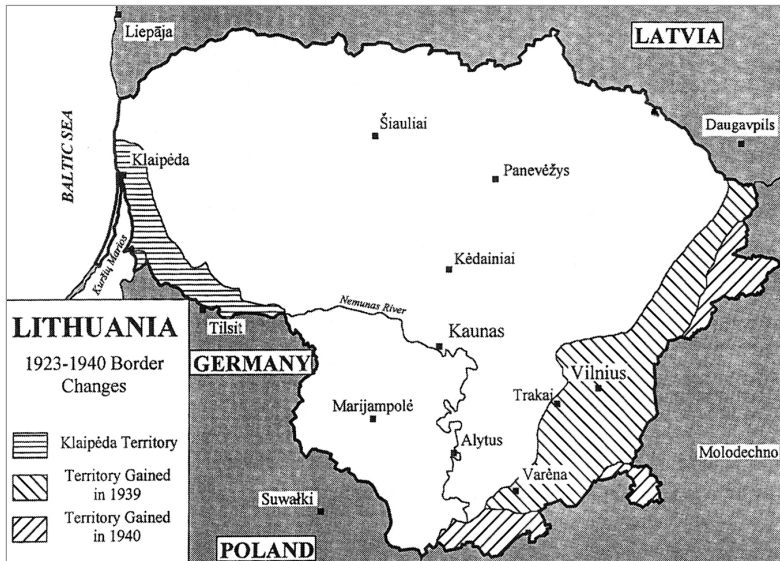 Liepāja
LATVIA
Daugavpils
BALTIC SEA
Šiauliai
Klaipėda
Panevėžys
Kėdainiai
Kuršių Marios
Nemunas River
Tilsit
Kaunas
GERMANY
Vilnius
Trakai
Marijampolė
Alytus
Molodechno
Varėna
Suwałki
POLAND
LITHUANIA
1923-1940 Border
Changes
Klaipėda Territory
Territory Gained
in 1939
Territory Gained
in 1940